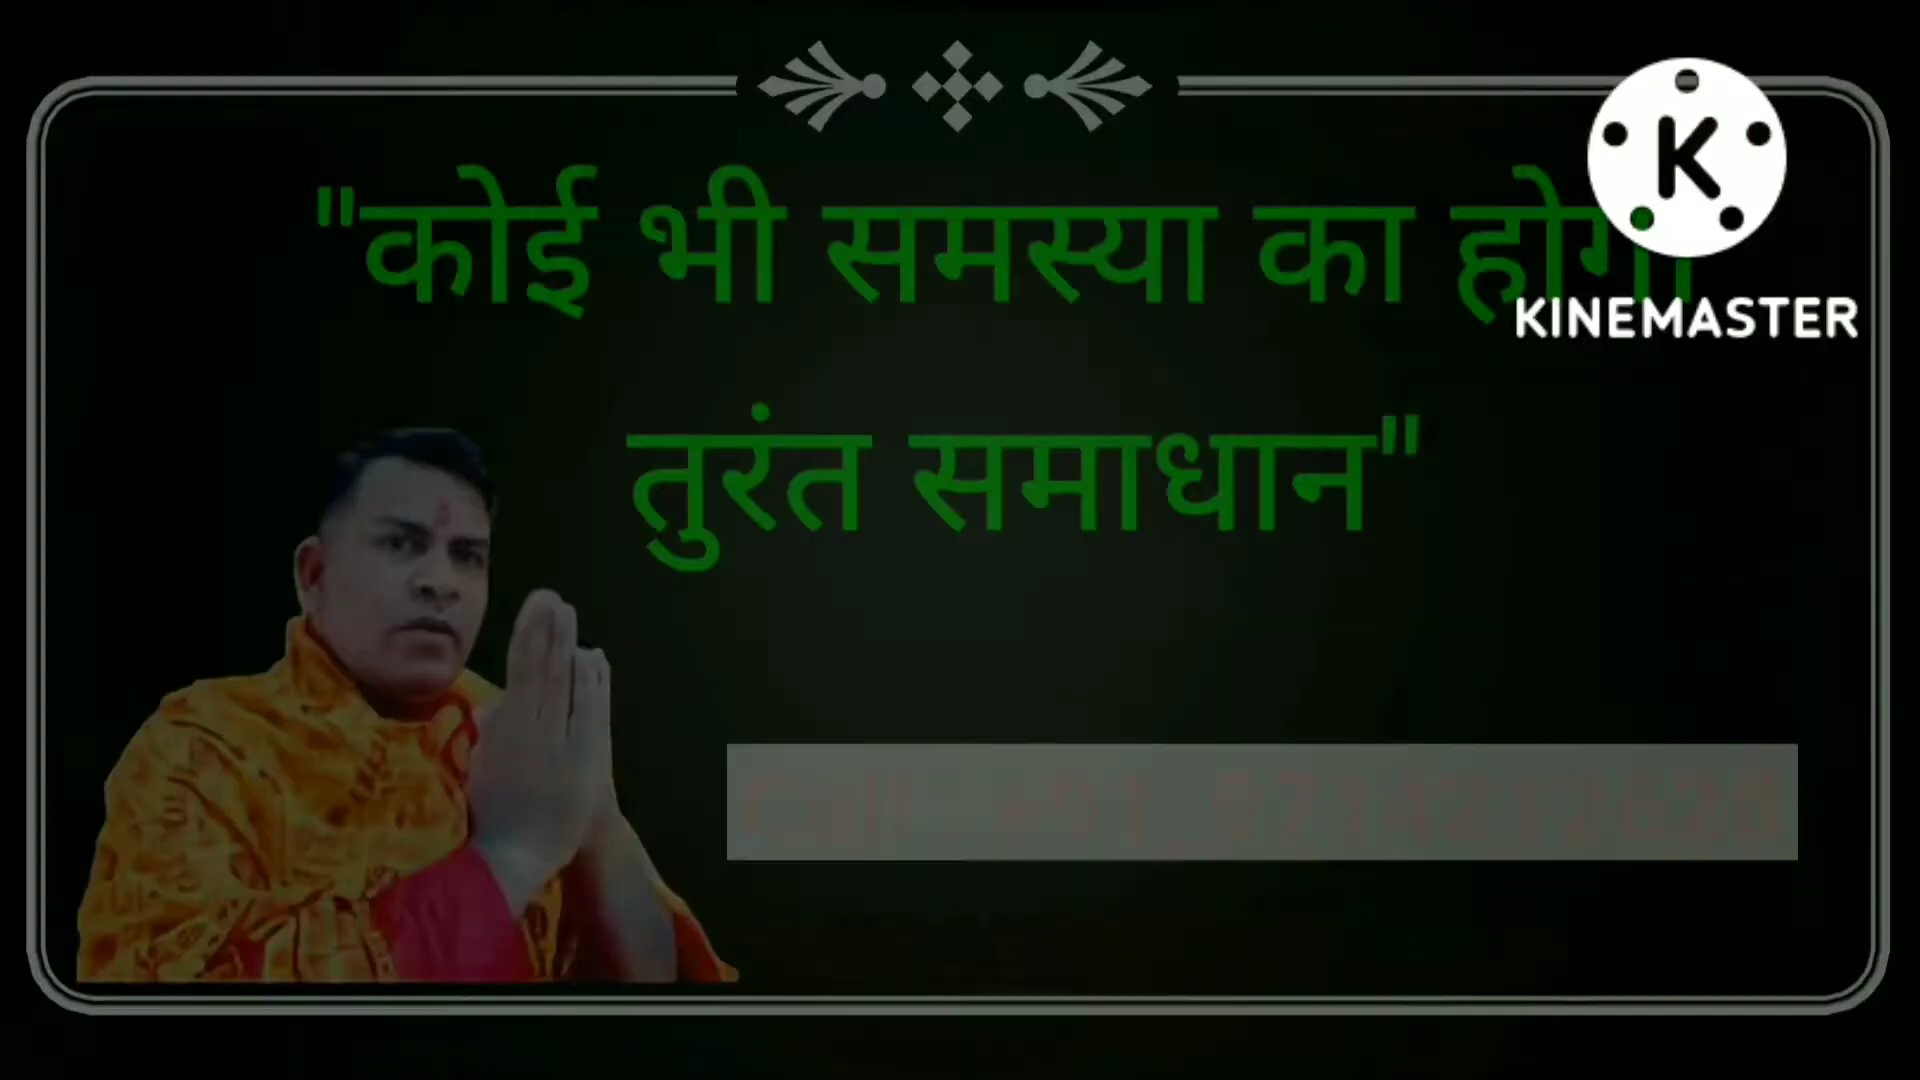 "कोई भी समस्या का होगा
तुरंत समाधान"
K
KINEMASTER